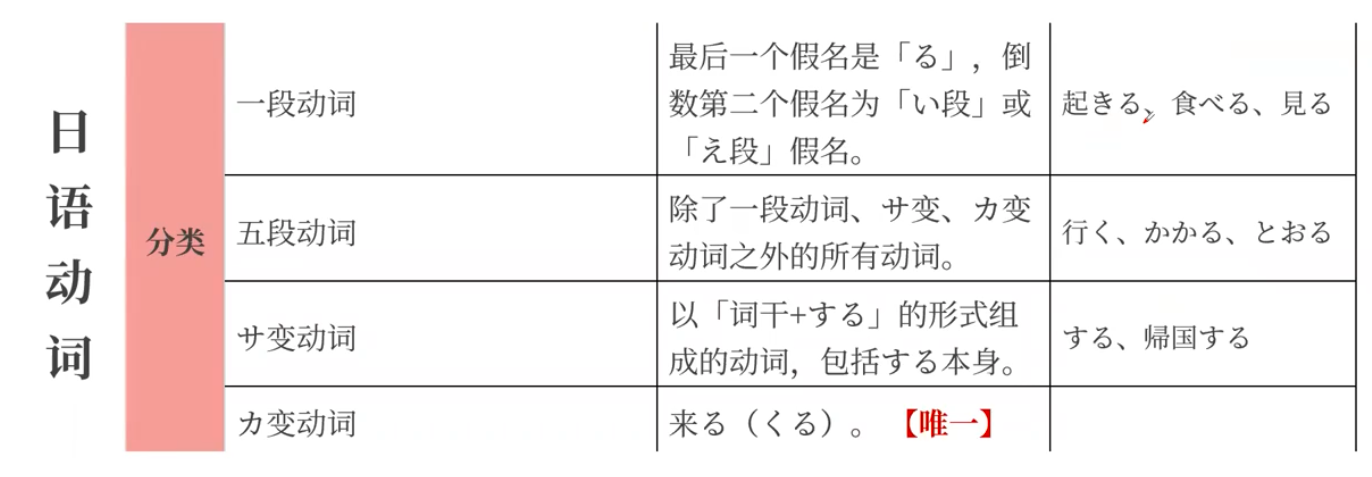 日语动词
分类
一段动词
最后一个假名是「る」，倒
数第二个假名为「い段」或
「え段」假名。
起きる、食べる、見る
五段动词
除了一段动词、サ变、カ变
动词之外的所有动词。
行く、かかる、とおる
サ变动词
以「词干+する」的形式组
成的动词，包括する本身。
する、帰国する
カ变动词
来る（くる）。【唯一】